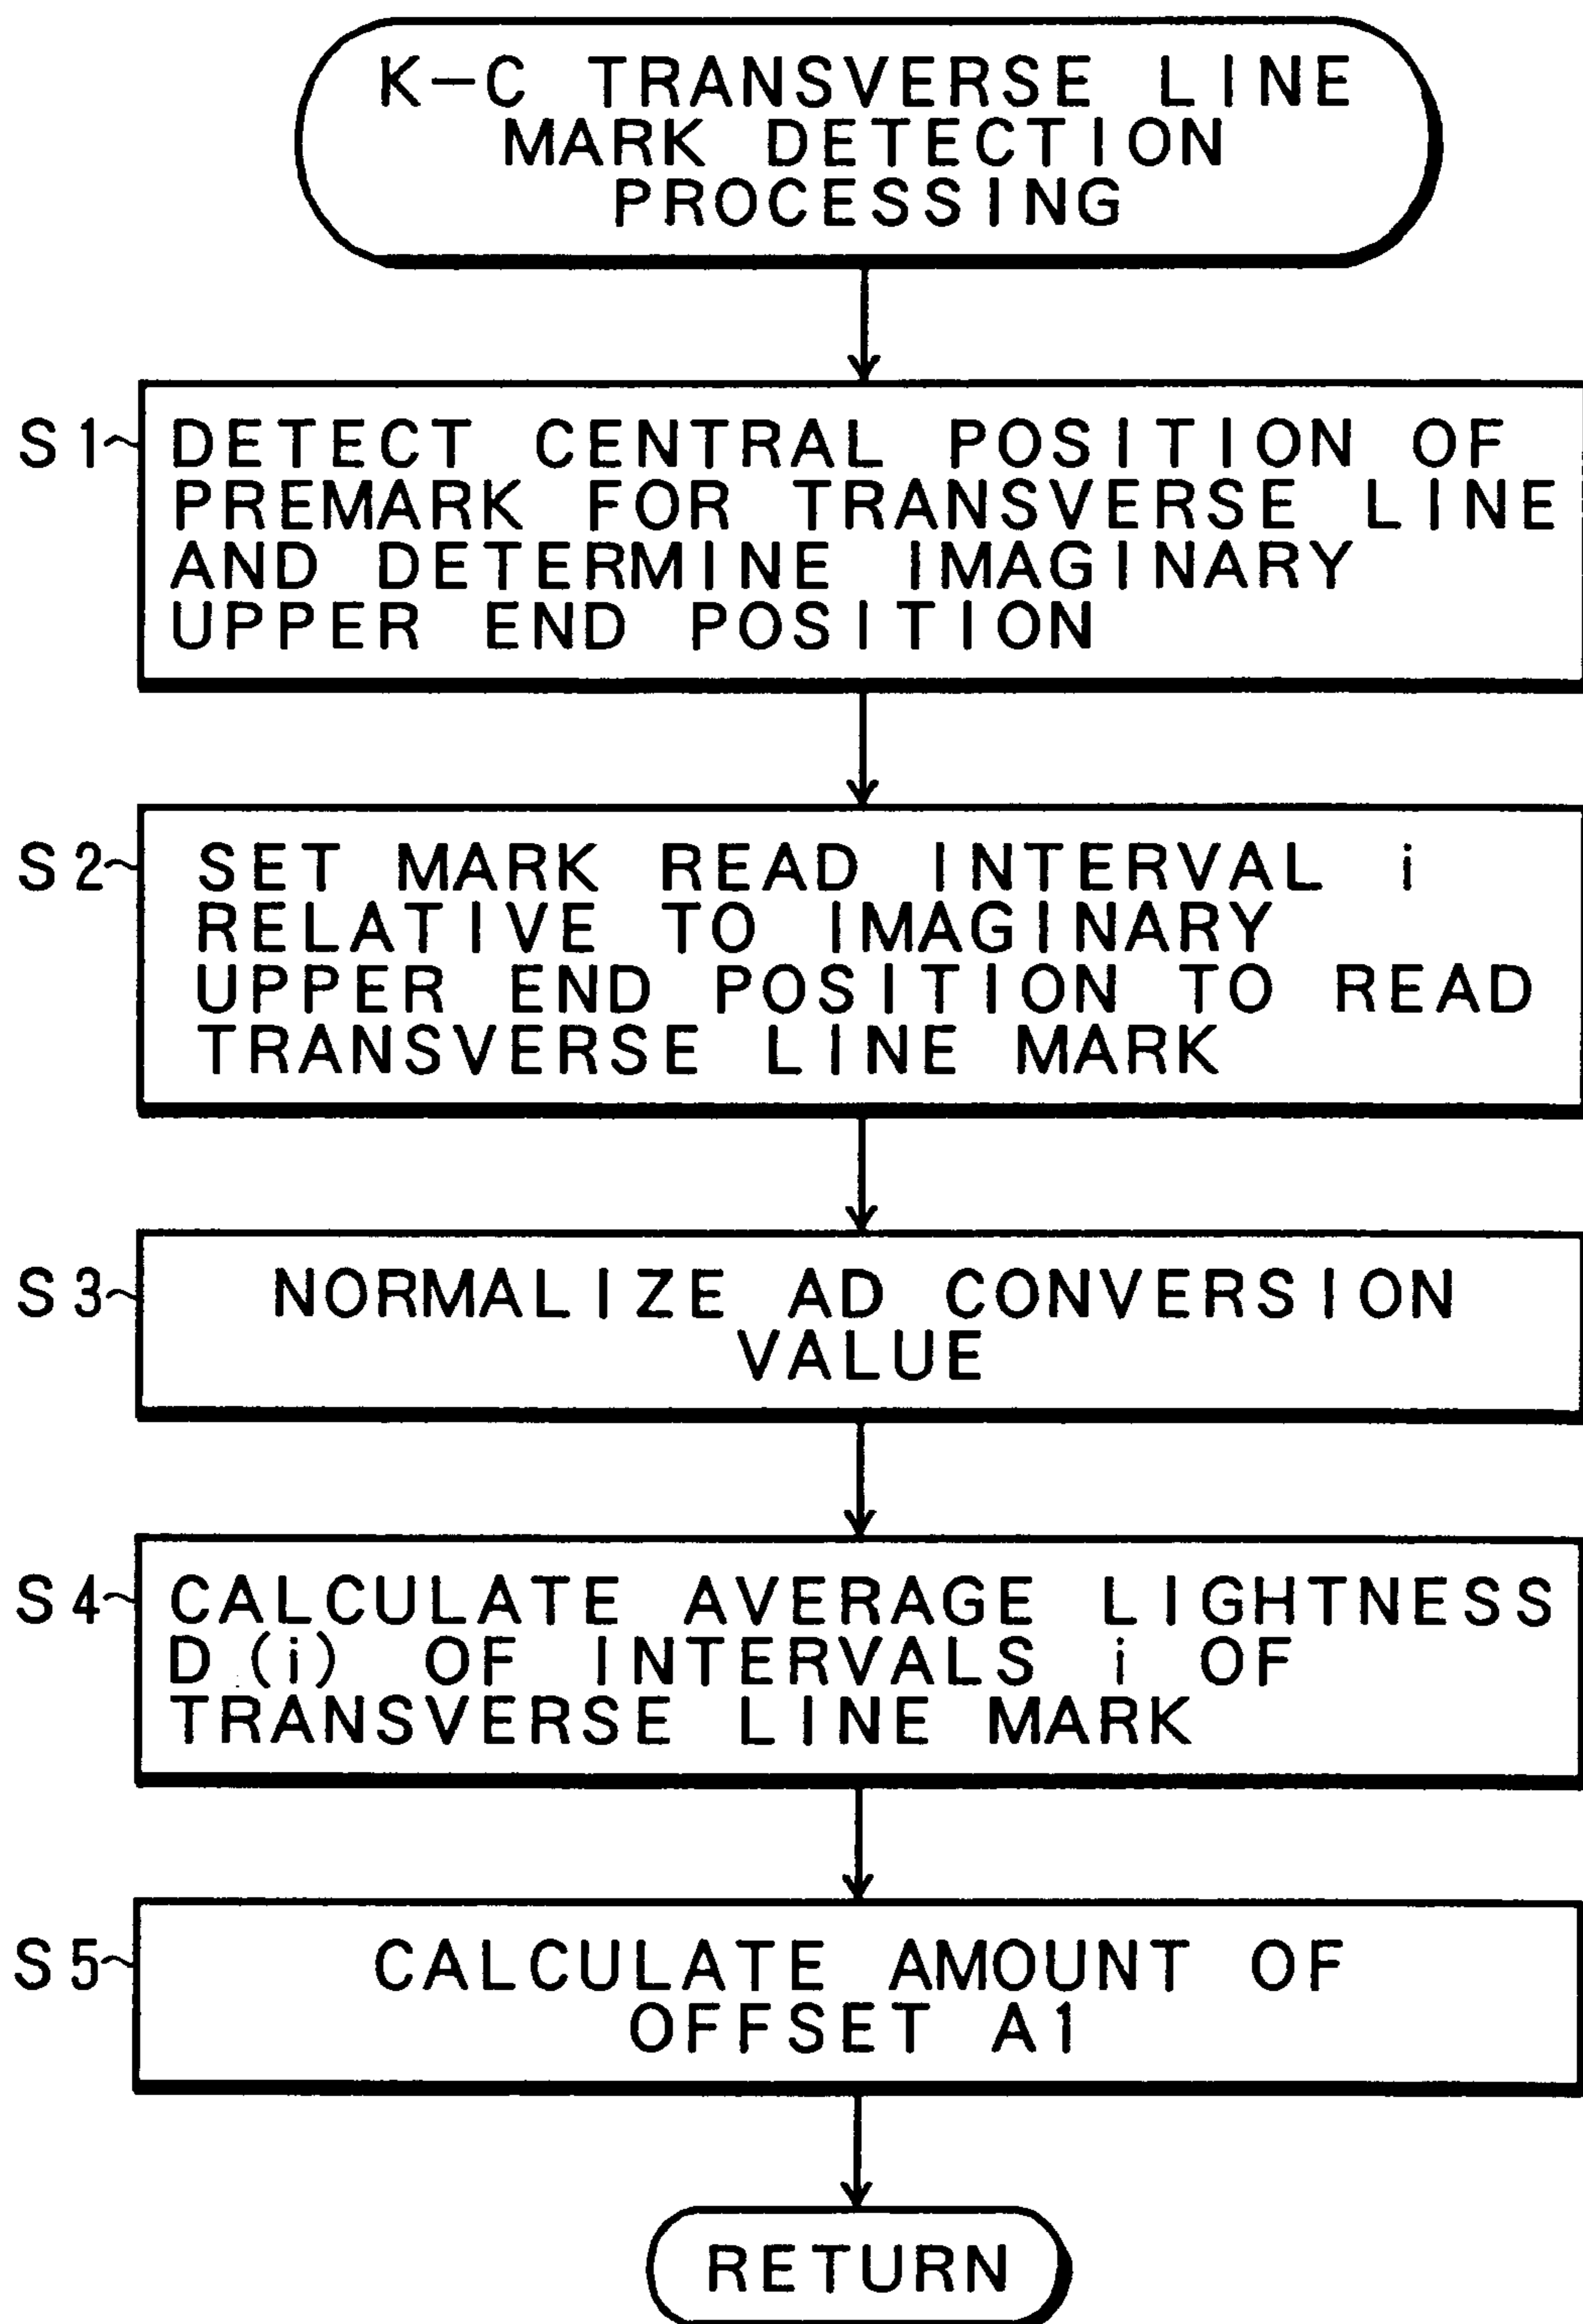 K-C TRANSVERSE LINE
MARK DETECTION
PROCESSING
S1
DETECT CENTRAL POSITION OF
PREMARK FOR TRANSVERSE LINE
AND DETERMINE IMAGINARY
UPPER END POSITION
S2
SET MARK READ INTERVAL i
RELATIVE TO IMAGINARY
UPPER END POSITION TO READ
TRANSVERSE LINE MARK
S3
NORMALIZE AD CONVERSION
VALUE
S4
CALCULATE AVERAGE LIGHTNESS
D(i) OF INTERVALS i OF
TRANSVERSE LINE MARK
S5
CALCULATE AMOUNT OF
OFFSET A1
RETURN